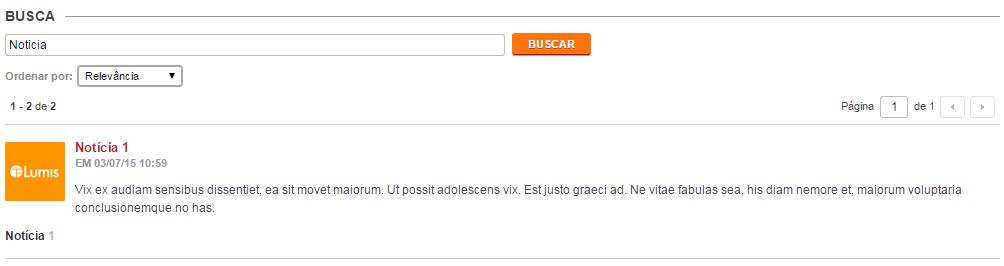 BUSCA
Noticia BUSCAR
Ordenar por: Relevância
1 - 2 de 2 Página 1 de 1
Lumis
Notícia 1
EM 03/07/15 10:59
Vix ex audiam sensibus dissentiet, ea sit movet maiorum. Ut possit adolescens vix. Est justo graeci ad. Ne vitae fabulas sea, his diam nemore et, maiorum voluptaria
conclusionemque no has.
Notícia 1